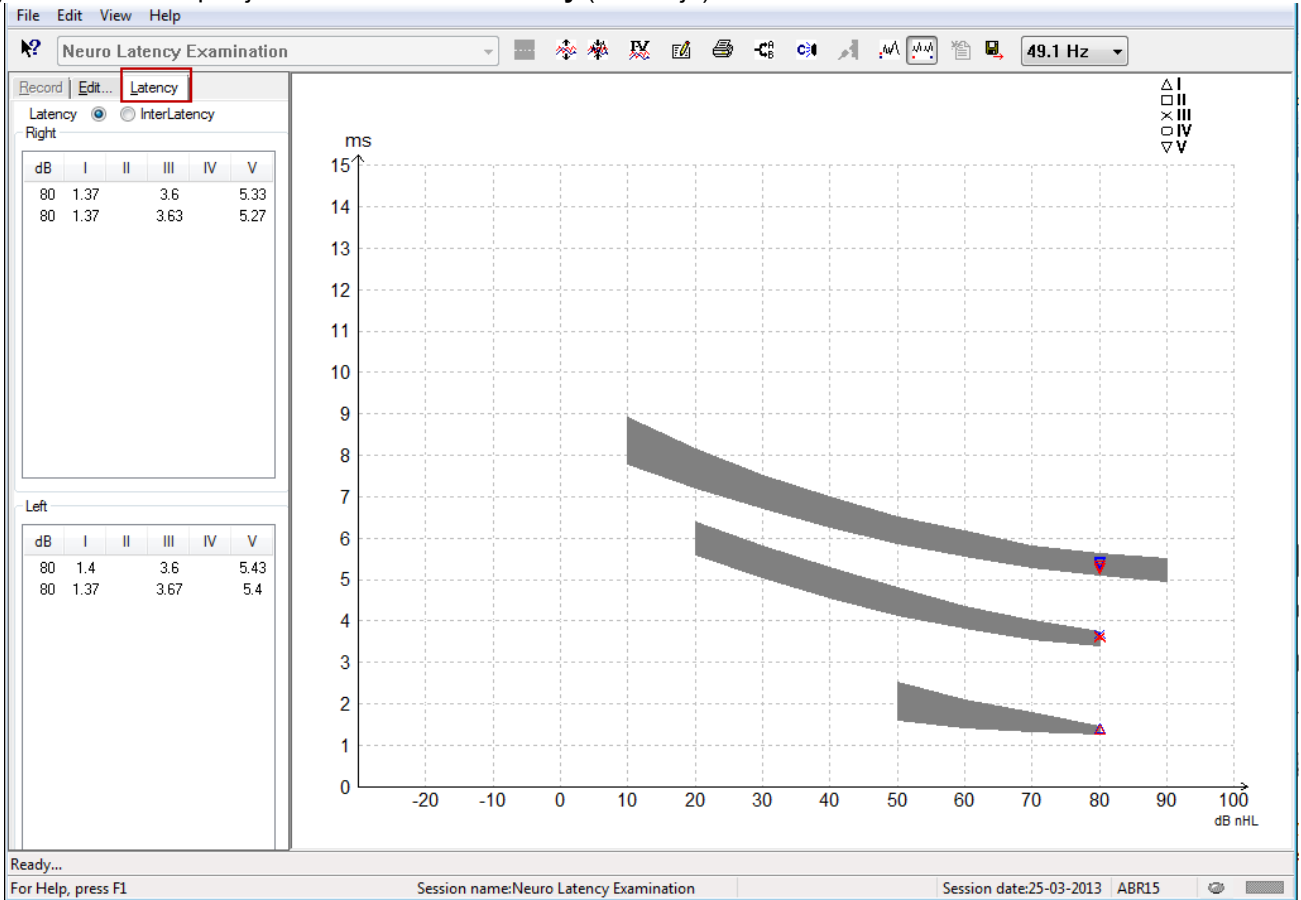 File Edit View Help
Neuro Latency Examination
49.1 Hz
Record Edit... Latency
Latency InterLatency
Right
dB I II III IV V
80 1.37 3.6 5.33
80 1.37 3.63 5.27
Left
dB I II III IV V
80 1.4 3.6 5.43
80 1.37 3.67 5.4
I
II
III
IV
V
ms
15
14
13
12
11
10
9
8
7
6
5
4
3
2
1
0
-20 -10 0 10 20 30 40 50 60 70 80 90 100
dB nHL
Ready...
For Help, press F1 Session name:Neuro Latency Examination Session date:25-03-2013 ABR15